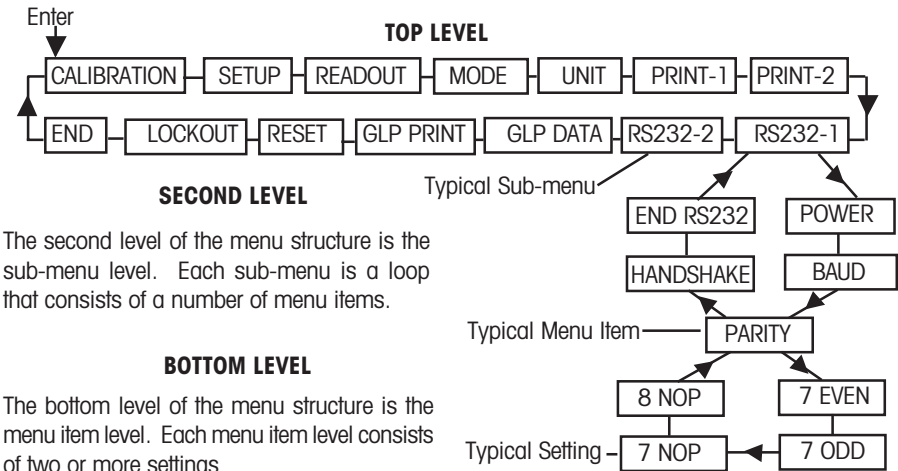 Enter
TOP LEVEL
CALIBRATION SETUP READOUT MODE UNIT PRINT-1 PRINT-2
END LOCKOUT RESET GLP PRINT GLP DATA RS232-2 RS232-1
Typical Sub-menu
SECOND LEVEL
END RS232 POWER
The second level of the menu structure is the
sub-menu level. Each sub-menu is a loop
that consists of a number of menu items.
HANDSHAKE BAUD
Typical Menu Item PARITY
BOTTOM LEVEL
8 NOP 7 EVEN
The bottom level of the menu structure is the
menu item level. Each menu item level consists
of two or more settings
Typical Setting 7 NOP 7 ODD